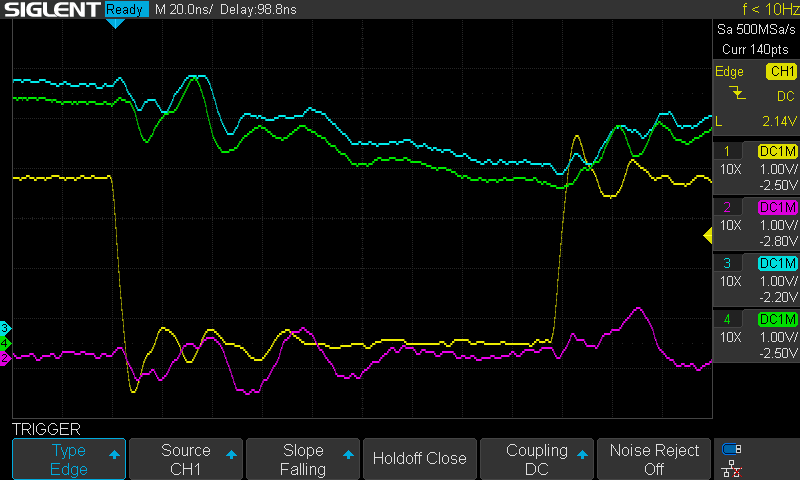 SIGLENT Ready M 20.0ns/ Delay:98.8ns f < 10Hz
Sa 500MSa/s
Curr 140pts
Edge CH1
DC
L 2.14V
1 DC1M
10X 1.00V/
-2.50V
2 DC1M
10X 1.00V/
-2.80V
3 DC1M
10X 1.00V/
-2.20V
4 DC1M
10X 1.00V/
-2.50V
3
4
2
TRIGGER
Type
Edge
Source
CH1
Slope
Falling
Holdoff Close
Coupling
DC
Noise Reject
Off